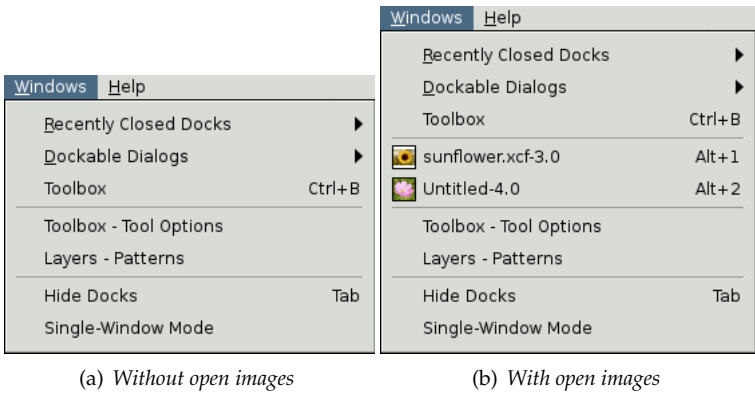 Windows Help
Recently Closed Docks
Dockable Dialogs
Toolbox Ctrl+B
Toolbox - Tool Options
Layers - Patterns
Hide Docks Tab
Single-Window Mode
(a) Without open images
Windows Help
Recently Closed Docks
Dockable Dialogs
Toolbox Ctrl+B
sunflower.xcf-3.0 Alt+1
Untitled-4.0 Alt+2
Toolbox - Tool Options
Layers - Patterns
Hide Docks Tab
Single-Window Mode
(b) With open images